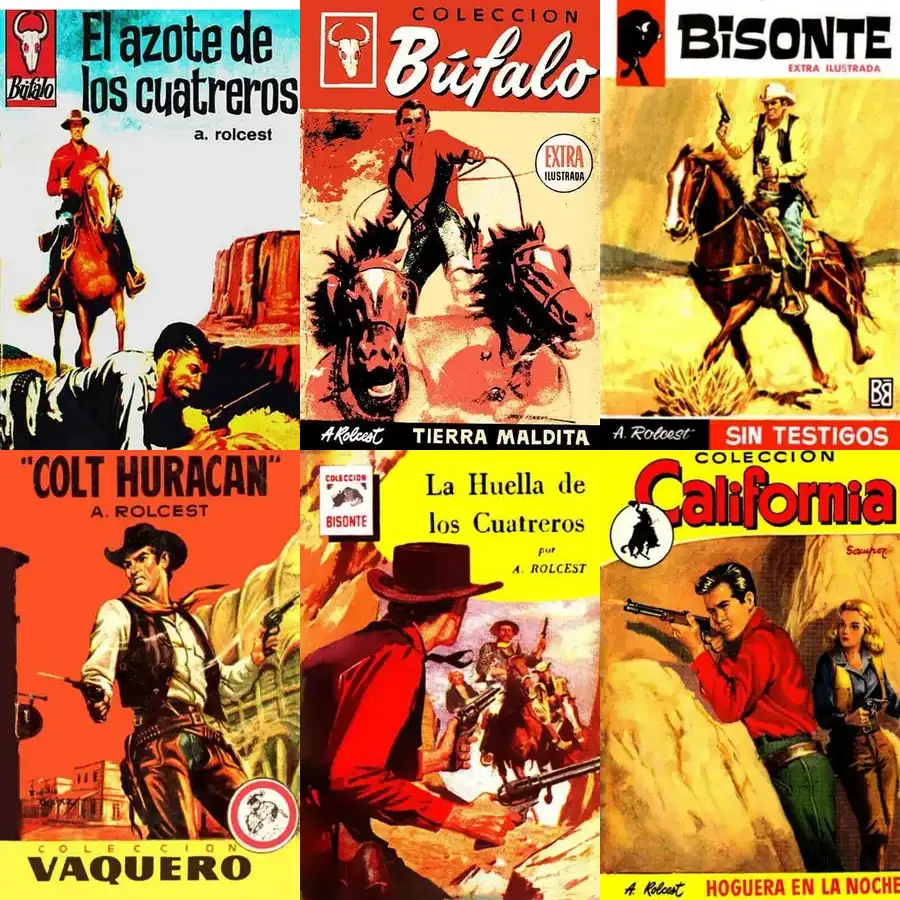 El azote de
los cuatreros
Búfalo
a. rolcest
COLECCION
Búfalo
EXTRA
ILUSTRADA
A Rolcest
TIERRA MALDITA
BiSONTE
EXTRA ILUSTRADA
BB
A. Rolcest
SIN TESTIGOS
"COLT HURACAN"
A. ROLCEST
COLECCION
VAQUERO
COLECCION
BISONTE
La Huella de
los Cuatreros
por
A. ROLCEST
COLECCION
California
Samper
A. Rolcest
HOGUERA EN LA NOCHE